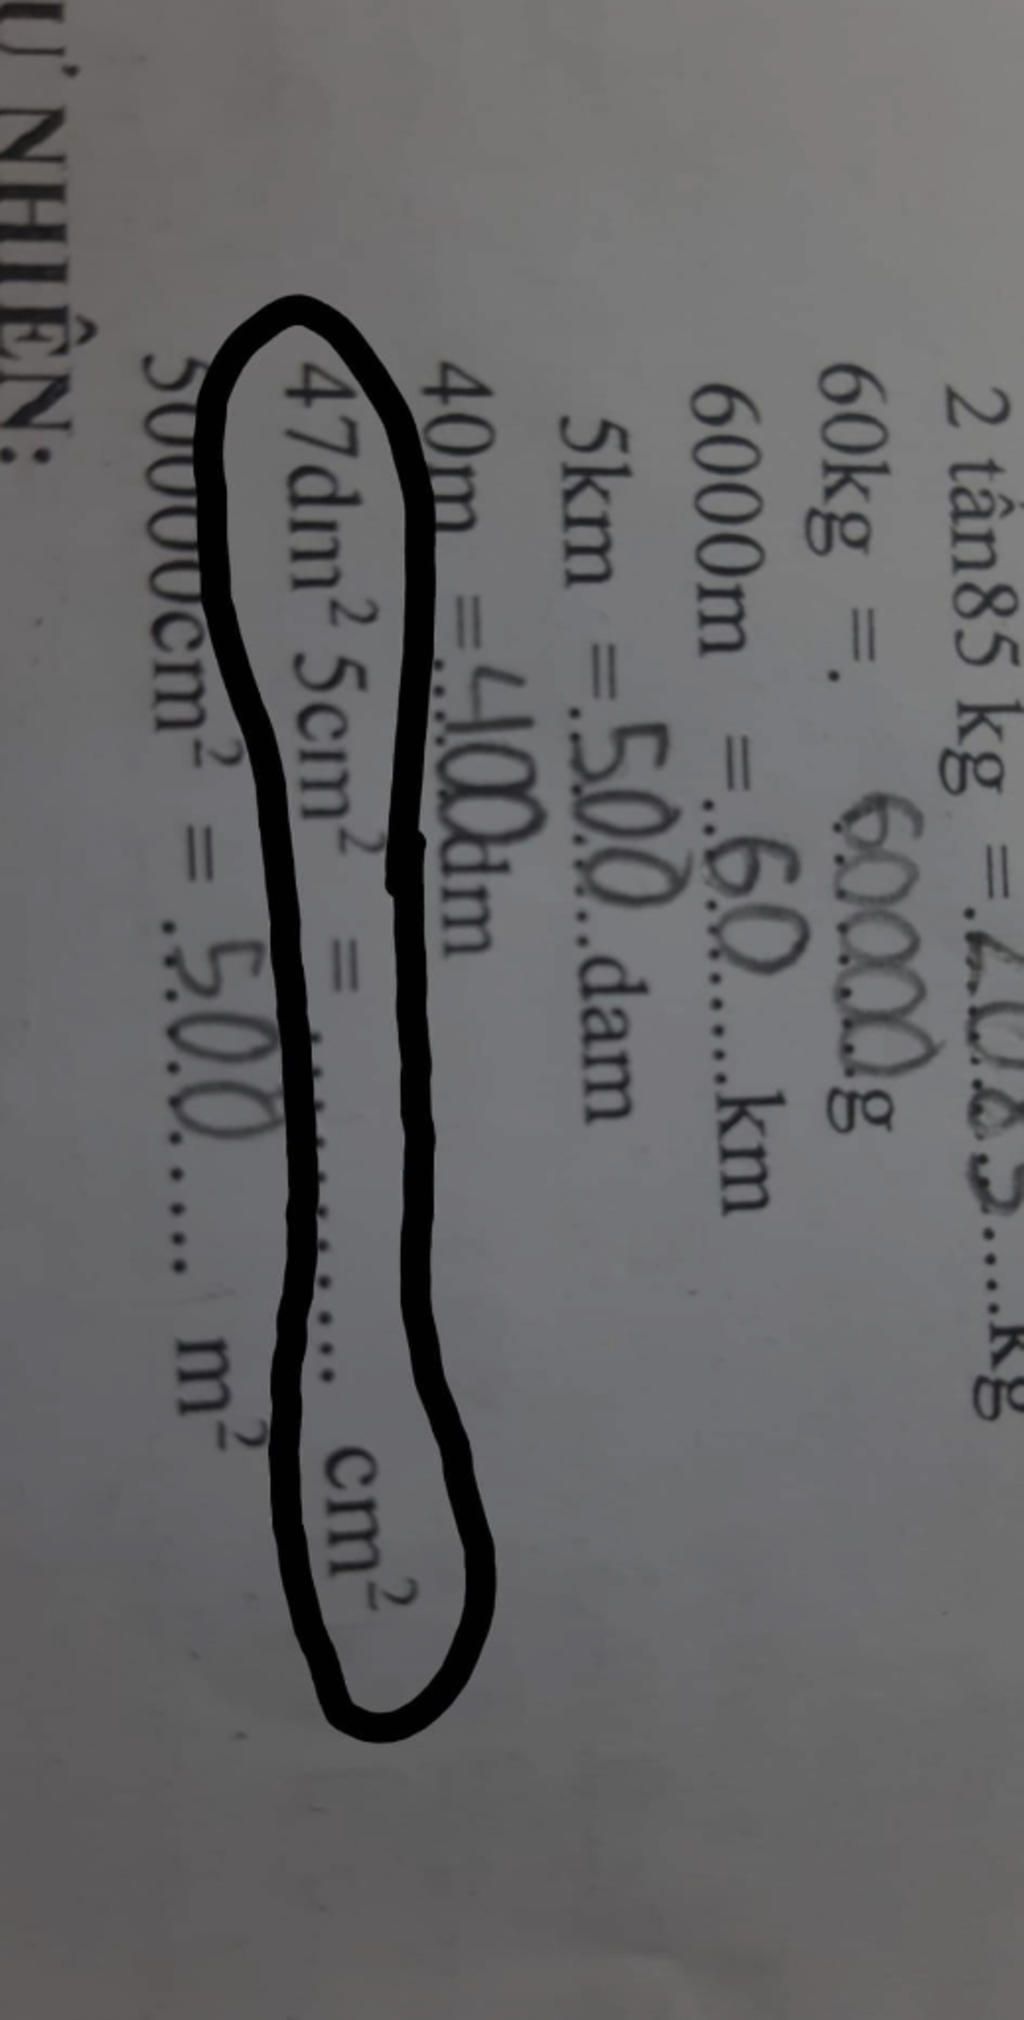 2 tấn85 kg = 2085.....kg
60kg = . 60000g
6000m = ..60.......km
5km = ..500....dam
40m = ...400dm
47dm² 5cm² = ............ cm²
50000cm² = ..500...... m²
Ự NHIÊN: